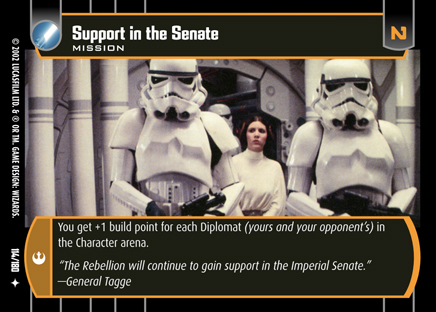 Support in the Senate
MISSION
N
© 2002 LUCASFILM LTD. & ® OR TM. GAME DESIGN: WIZARDS.
114/180
You get +1 build point for each Diplomat (yours and your opponent's) in
the Character arena.
"The Rebellion will continue to gain support in the Imperial Senate."
—General Tagge